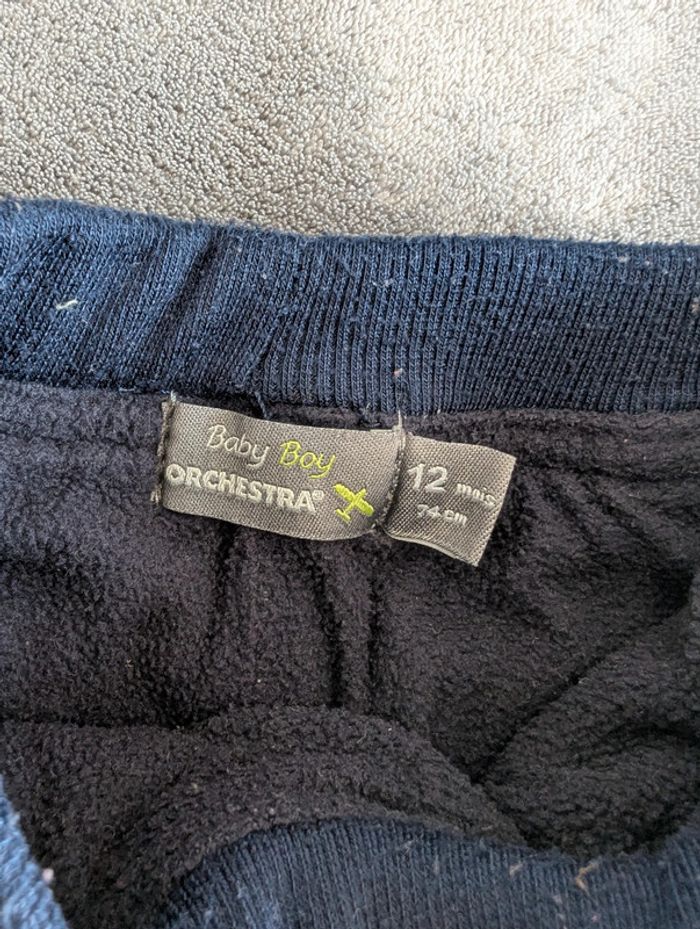 Baby Boy
ORCHESTRA®
12 mois
74 cm